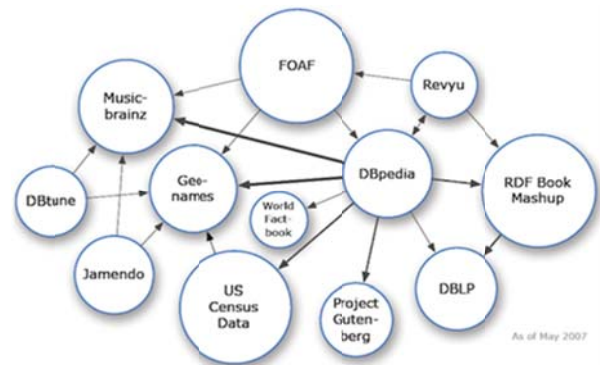 FOAF
Music-
brainz
Revyu
DBtune
Geo-
names
DBpedia
RDF Book
Mashup
World
Fact-
book
Jamendo
US
Census
Data
Project
Guten-
berg
DBLP
As of May 2007